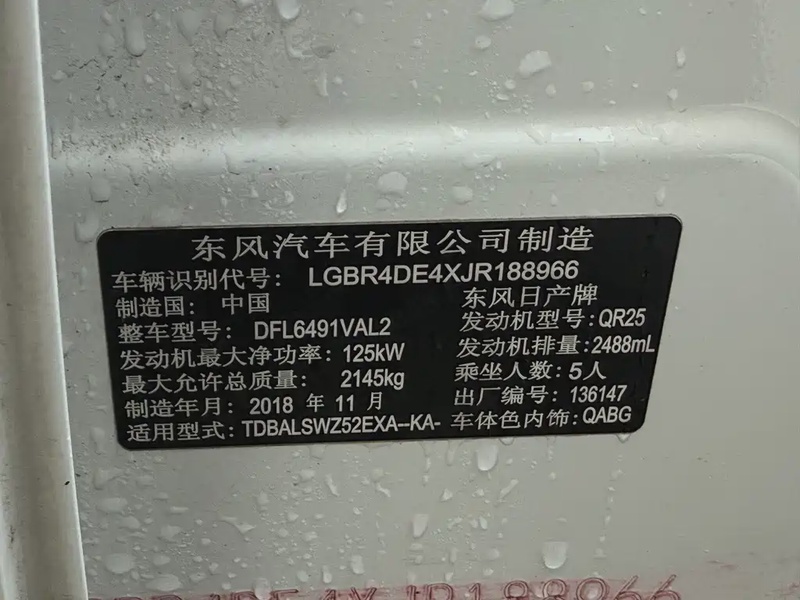 东风汽车有限公司制造
车辆识别代号: LGBR4DE4XJR188966
制造国: 中国 东风日产牌
整车型号: DFL6491VAL2 发动机型号: QR25
发动机最大净功率: 125kW 发动机排量: 2488mL
最大允许总质量: 2145kg 乘坐人数: 5人
制造年月: 2018 年 11 月 出厂编号: 136147
适用型式: TDBALSWZ52EXA--KA- 车体色内饰: QABG
JR188966